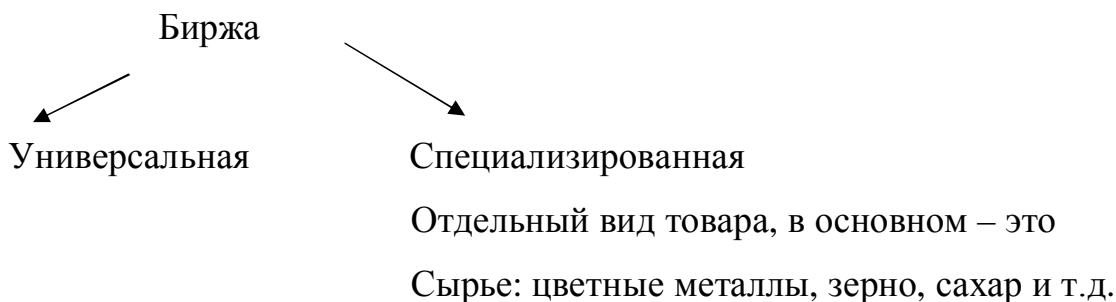 Биржа
Универсальная Специализированная
Отдельный вид товара, в основном – это
Сырье: цветные металлы, зерно, сахар и т.д.